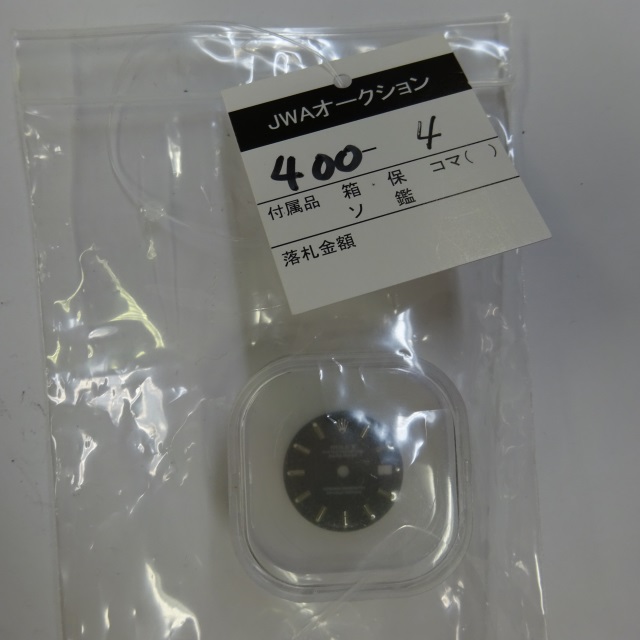 JWAオークション
400- 4
付属品 箱・保 コマ( )
ソ 鑑
落札金額